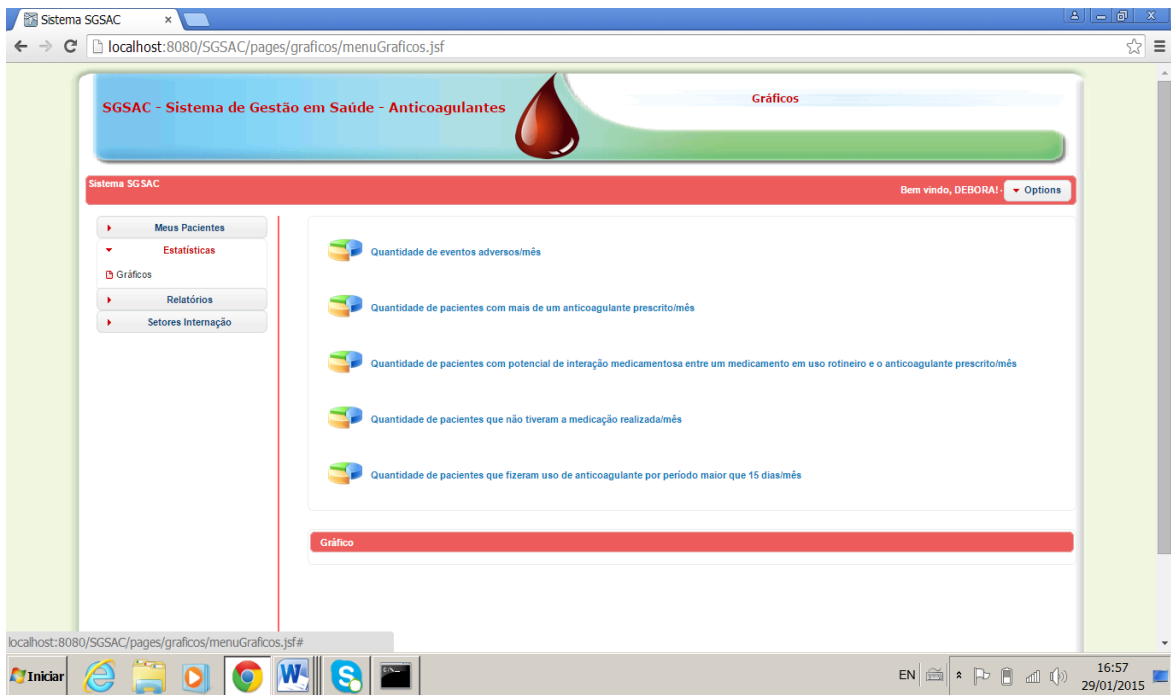 Sistema SGSAC
localhost:8080/SGSAC/pages/graficos/menuGraficos.jsf
SGSAC - Sistema de Gestão em Saúde - Anticoagulantes
Gráficos
Sistema SGSAC
Bem vindo, DEBORA! -
Options
Meus Pacientes
Estatísticas
Gráficos
Relatórios
Setores Internação
Quantidade de eventos adversos/mês
Quantidade de pacientes com mais de um anticoagulante prescrito/mês
Quantidade de pacientes com potencial de interação medicamentosa entre um medicamento em uso rotineiro e o anticoagulante prescrito/mês
Quantidade de pacientes que não tiveram a medicação realizada/mês
Quantidade de pacientes que fizeram uso de anticoagulante por período maior que 15 dias/mês
Gráfico
localhost:8080/SGSAC/pages/graficos/menuGraficos.jsf#
Iniciar
EN
16:57
29/01/2015